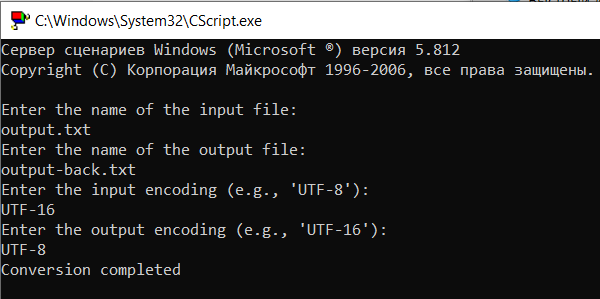 C:\Windows\System32\CScript.exe
Сервер сценариев Windows (Microsoft ®) версия 5.812
Copyright (C) Корпорация Майкрософт 1996-2006, все права защищены.
Enter the name of the input file:
output.txt
Enter the name of the output file:
output-back.txt
Enter the input encoding (e.g., 'UTF-8'):
UTF-16
Enter the output encoding (e.g., 'UTF-16'):
UTF-8
Conversion completed